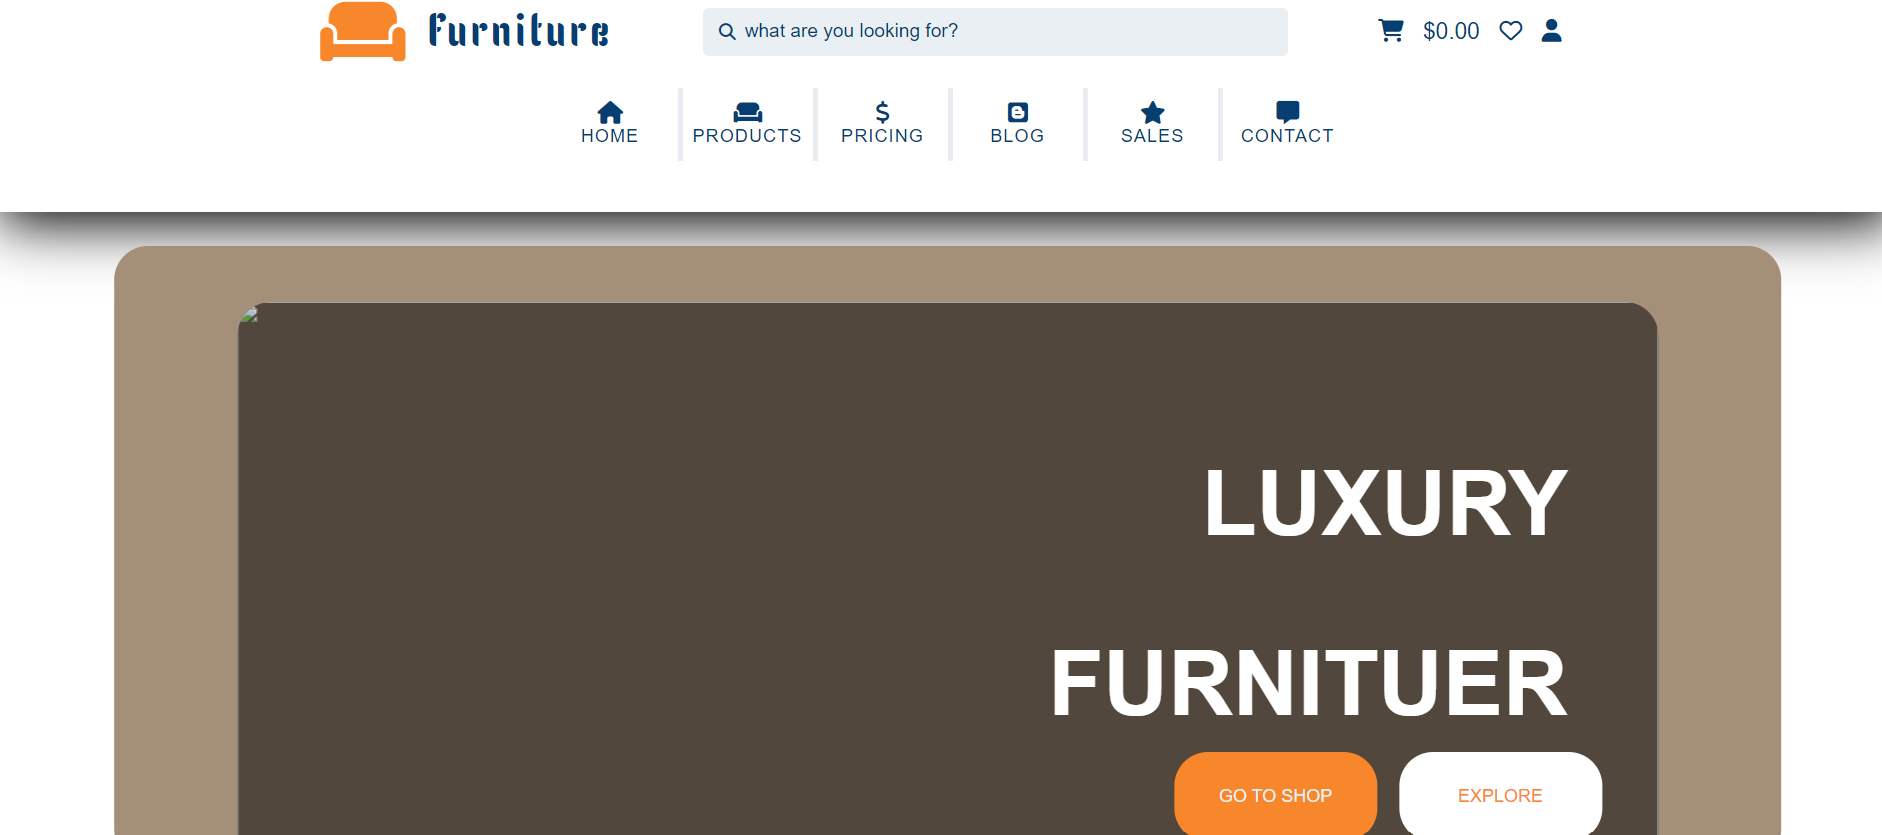 Furniture
what are you looking for?
$0.00
HOME
PRODUCTS
PRICING
BLOG
SALES
CONTACT
LUXURY
FURNITUER
GO TO SHOP
EXPLORE